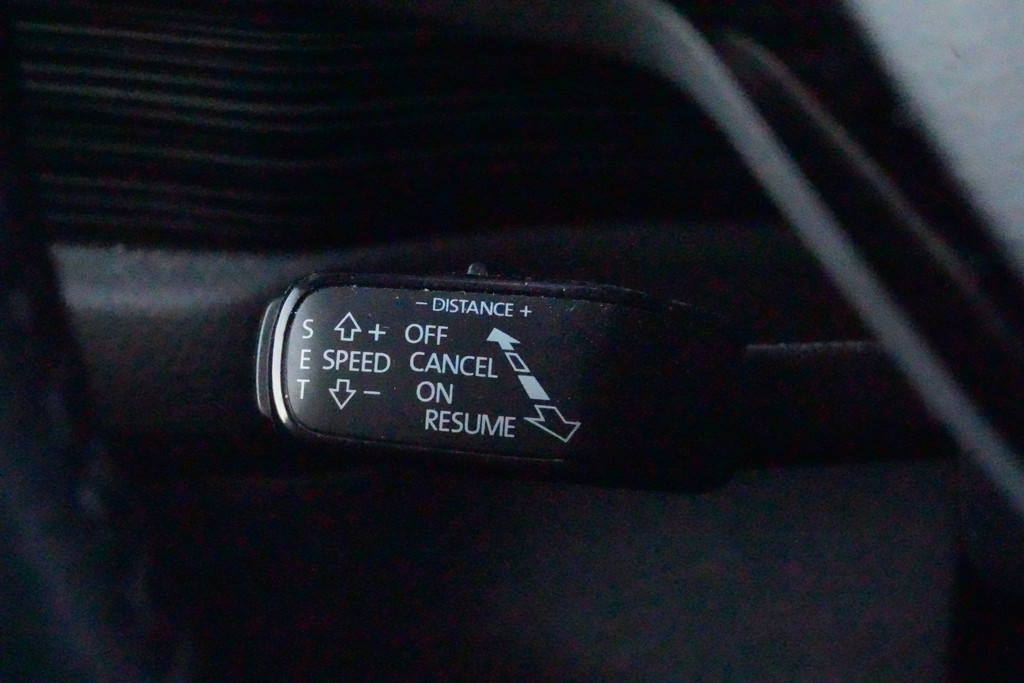 − DISTANCE +
S + OFF
E SPEED CANCEL
T − ON
RESUME